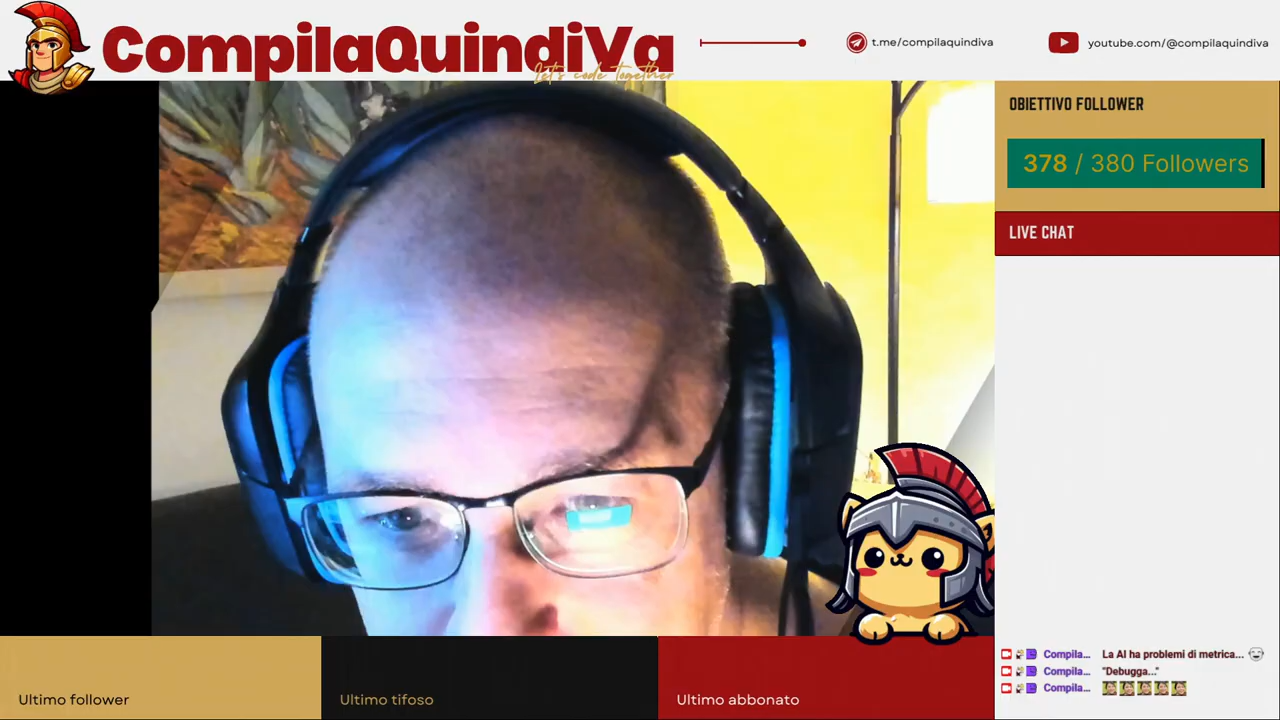 CompilaQuindiVa
Let's code together
t.me/compilaquindiva
youtube.com/@compilaquindiva
OBIETTIVO FOLLOWER
378 / 380 Followers
LIVE CHAT
Compila... La AI ha problemi di metrica...
Compila... "Debugga..."
Compila...
Ultimo follower
Ultimo tifoso
Ultimo abbonato